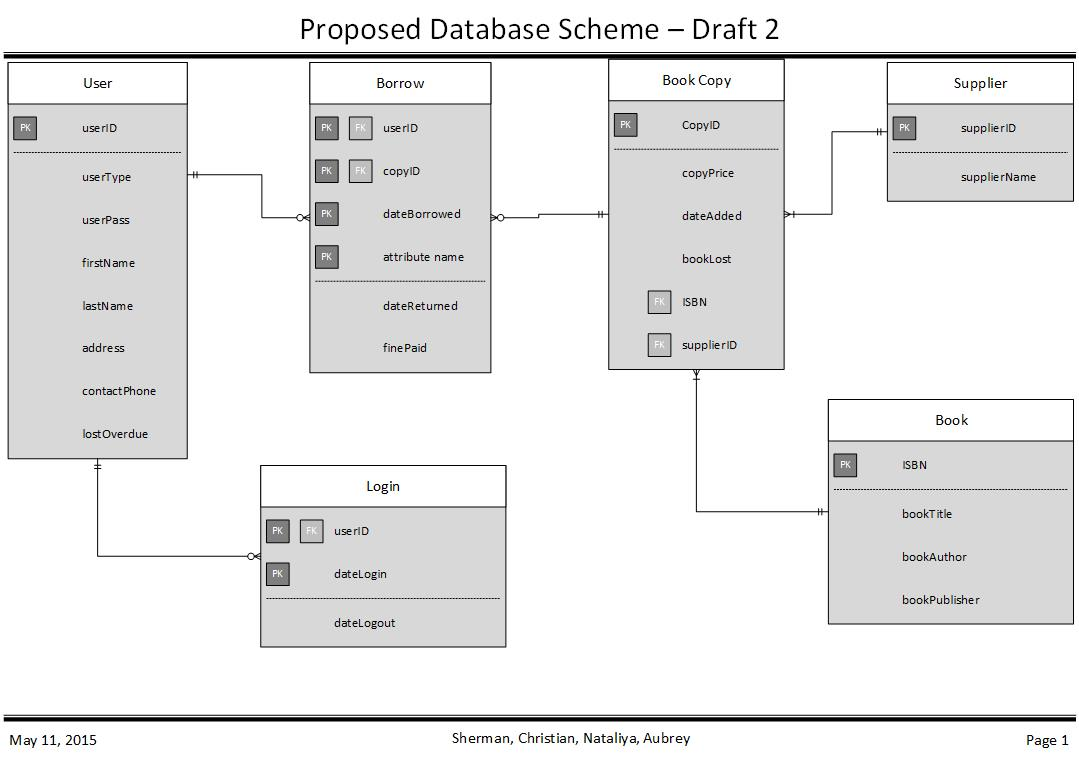 Proposed Database Scheme – Draft 2
User
PK userID
userType
userPass
firstName
lastName
address
contactPhone
lostOverdue
Borrow
PK FK userID
PK FK copyID
PK dateBorrowed
PK attribute name
dateReturned
finePaid
Book Copy
PK CopyID
copyPrice
dateAdded
bookLost
FK ISBN
FK supplierID
Supplier
PK supplierID
supplierName
Login
PK FK userID
PK dateLogin
dateLogout
Book
PK ISBN
bookTitle
bookAuthor
bookPublisher
May 11, 2015
Sherman, Christian, Nataliya, Aubrey
Page 1